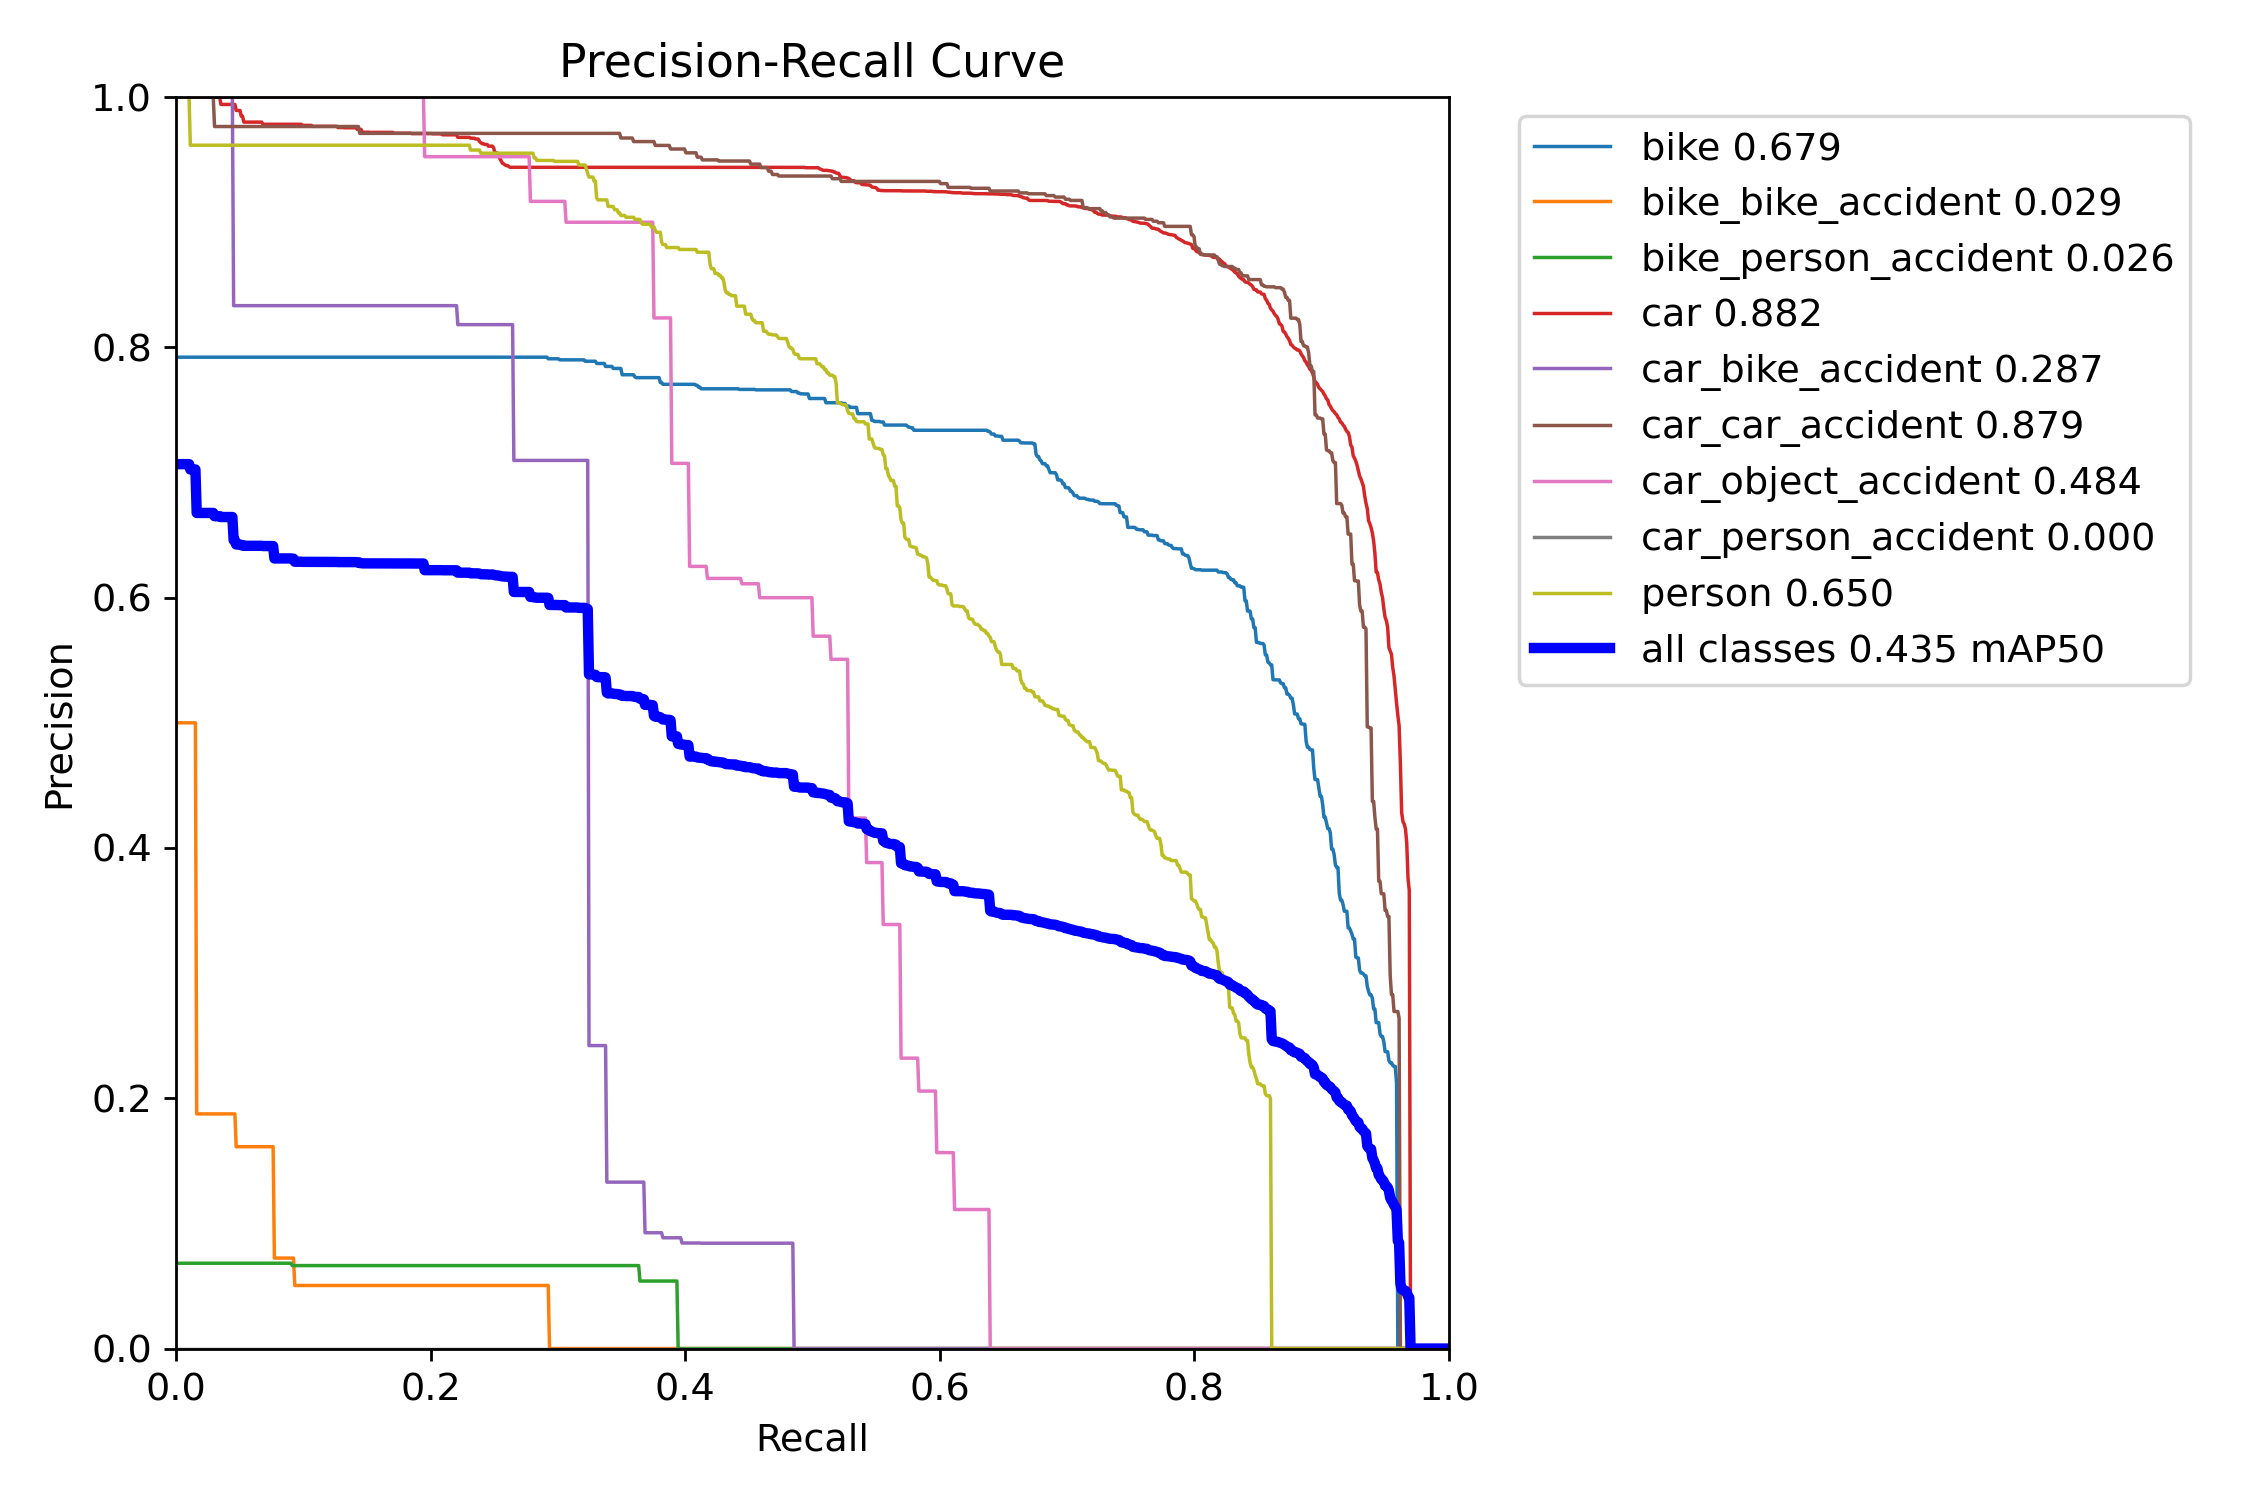 Precision-Recall Curve
1.0
0.8
0.6
0.4
0.2
0.0
Precision
0.0 0.2 0.4 0.6 0.8 1.0
Recall
bike 0.679
bike_bike_accident 0.029
bike_person_accident 0.026
car 0.882
car_bike_accident 0.287
car_car_accident 0.879
car_object_accident 0.484
car_person_accident 0.000
person 0.650
all classes 0.435 mAP50